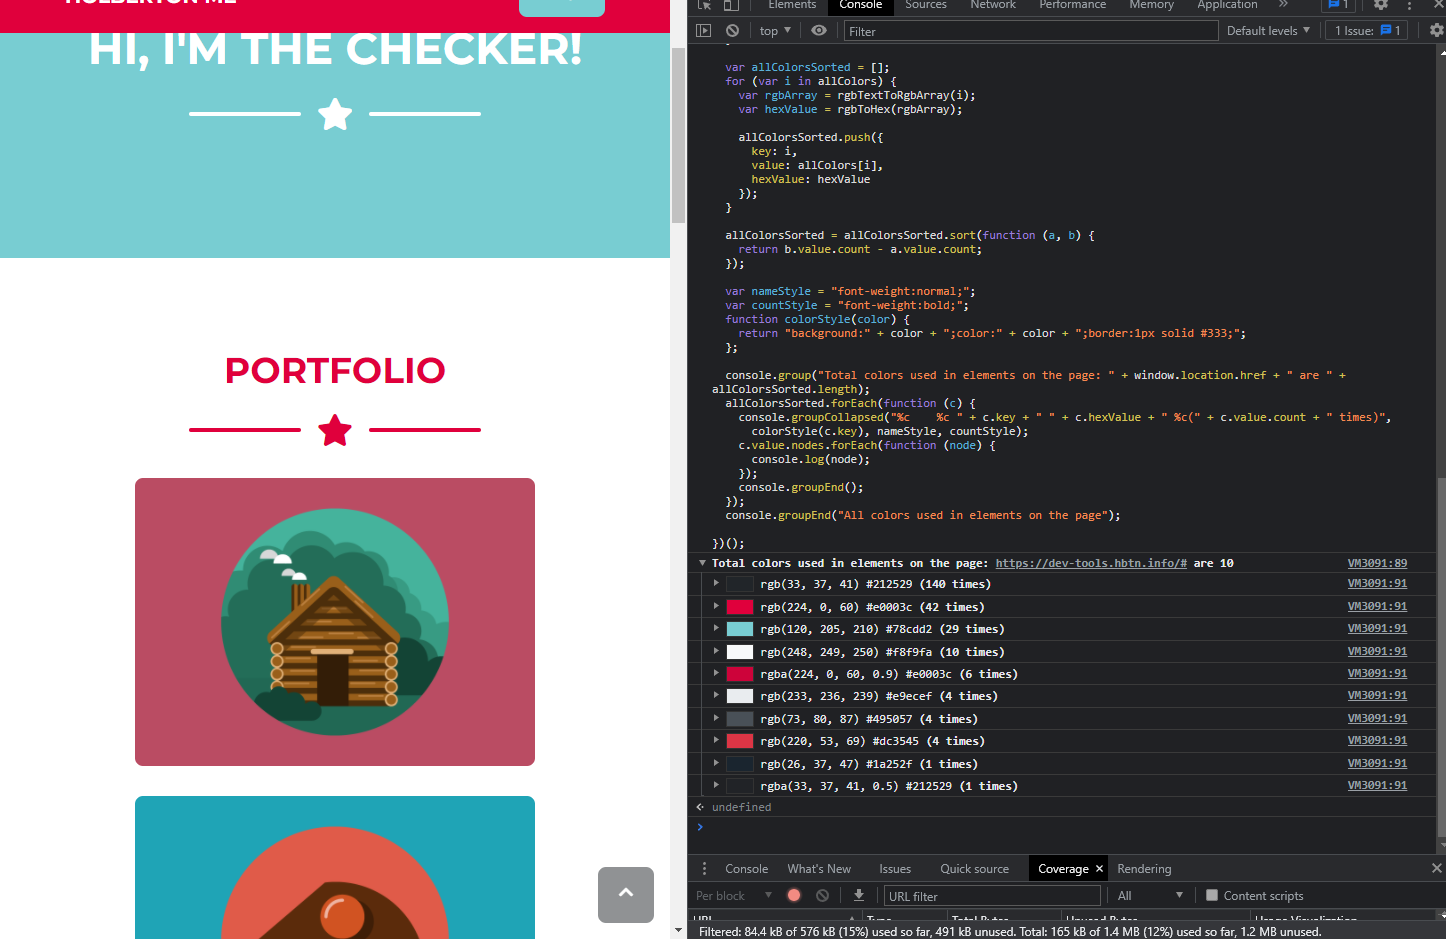 HI, I'M THE CHECKER!
PORTFOLIO
Elements Console Sources Network Performance Memory Application » 1
top ▼ Filter Default levels ▼ 1 Issue: 1
var allColorsSorted = [];
for (var i in allColors) {
var rgbArray = rgbTextToRgbArray(i);
var hexValue = rgbToHex(rgbArray);
allColorsSorted.push({
key: i,
value: allColors[i],
hexValue: hexValue
});
}
allColorsSorted = allColorsSorted.sort(function (a, b) {
return b.value.count - a.value.count;
});
var nameStyle = "font-weight:normal;";
var countStyle = "font-weight:bold;";
function colorStyle(color) {
return "background:" + color + ";color:" + color + ";border:1px solid #333;";
};
console.group("Total colors used in elements on the page: " + window.location.href + " are " +
allColorsSorted.length);
allColorsSorted.forEach(function (c) {
console.groupCollapsed("%c    %c " + c.key + " " + c.hexValue + " %c(" + c.value.count + " times)",
colorStyle(c.key), nameStyle, countStyle);
c.value.nodes.forEach(function (node) {
console.log(node);
});
console.groupEnd();
});
console.groupEnd("All colors used in elements on the page");
})();
Total colors used in elements on the page: https://dev-tools.hbtn.info/# are 10 VM3091:89
rgb(33, 37, 41) #212529 (140 times) VM3091:91
rgb(224, 0, 60) #e0003c (42 times) VM3091:91
rgb(120, 205, 210) #78cdd2 (29 times) VM3091:91
rgb(248, 249, 250) #f8f9fa (10 times) VM3091:91
rgba(224, 0, 60, 0.9) #e0003c (6 times) VM3091:91
rgb(233, 236, 239) #e9ecef (4 times) VM3091:91
rgb(73, 80, 87) #495057 (4 times) VM3091:91
rgb(220, 53, 69) #dc3545 (4 times) VM3091:91
rgb(26, 37, 47) #1a252f (1 times) VM3091:91
rgba(33, 37, 41, 0.5) #212529 (1 times) VM3091:91
undefined
Console What's New Issues Quick source Coverage × Rendering
Per block ▼ URL filter All ▼ Content scripts
URL Type Total Bytes Unused Bytes Usage Visualization
Filtered: 84.4 kB of 576 kB (15%) used so far, 491 kB unused. Total: 165 kB of 1.4 MB (12%) used so far, 1.2 MB unused.